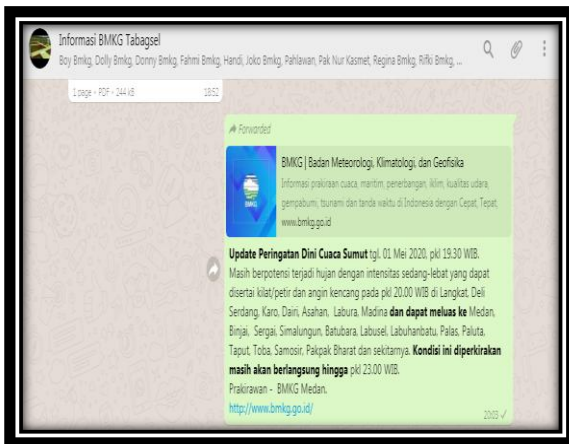 Informasi BMKG Tabagsel
Boy Bmkg, Dolly Bmkg, Donny Bmkg, Fahmi Bmkg, Handi, Joko Bmkg, Pahlawan, Pak Nur Kasmet, Regina Bmkg, Rifki Bmkg, ...
1 page • PDF • 244 kB 18:52
Forwarded
BMKG | Badan Meteorologi, Klimatologi, dan Geofisika
Informasi prakiraan cuaca, maritim, penerbangan, iklim, kualitas udara,
gempabumi, tsunami dan tanda waktu di Indonesia dengan Cepat, Tepat,
www.bmkg.go.id
Update Peringatan Dini Cuaca Sumut tgl. 01 Mei 2020, pkl 19.30 WIB.
Masih berpotensi terjadi hujan dengan intensitas sedang-lebat yang dapat
disertai kilat/petir dan angin kencang pada pkl 20.00 WIB di Langkat, Deli
Serdang, Karo, Dairi, Asahan, Labura, Madina dan dapat meluas ke Medan,
Binjai, Sergai, Simalungun, Batubara, Labusel, Labuhanbatu, Palas, Paluta,
Taput, Toba, Samosir, Pakpak Bharat dan sekitarnya. Kondisi ini diperkirakan
masih akan berlangsung hingga pkl 23.00 WIB.
Prakirawan - BMKG Medan.
http://www.bmkg.go.id/
20:03